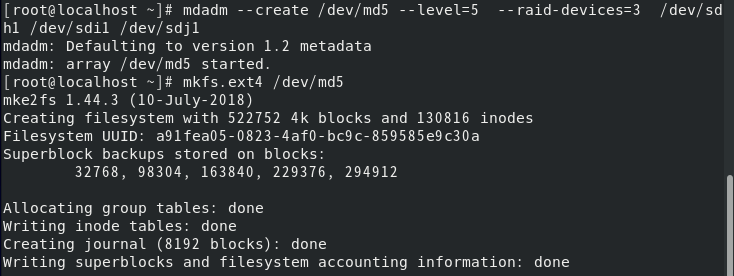 [root@localhost ~]# mdadm --create /dev/md5 --level=5  --raid-devices=3  /dev/sd
h1 /dev/sdi1 /dev/sdj1
mdadm: Defaulting to version 1.2 metadata
mdadm: array /dev/md5 started.
[root@localhost ~]# mkfs.ext4 /dev/md5
mke2fs 1.44.3 (10-July-2018)
Creating filesystem with 522752 4k blocks and 130816 inodes
Filesystem UUID: a91fea05-0823-4af0-bc9c-859585e9c30a
Superblock backups stored on blocks:
        32768, 98304, 163840, 229376, 294912

Allocating group tables: done
Writing inode tables: done
Creating journal (8192 blocks): done
Writing superblocks and filesystem accounting information: done